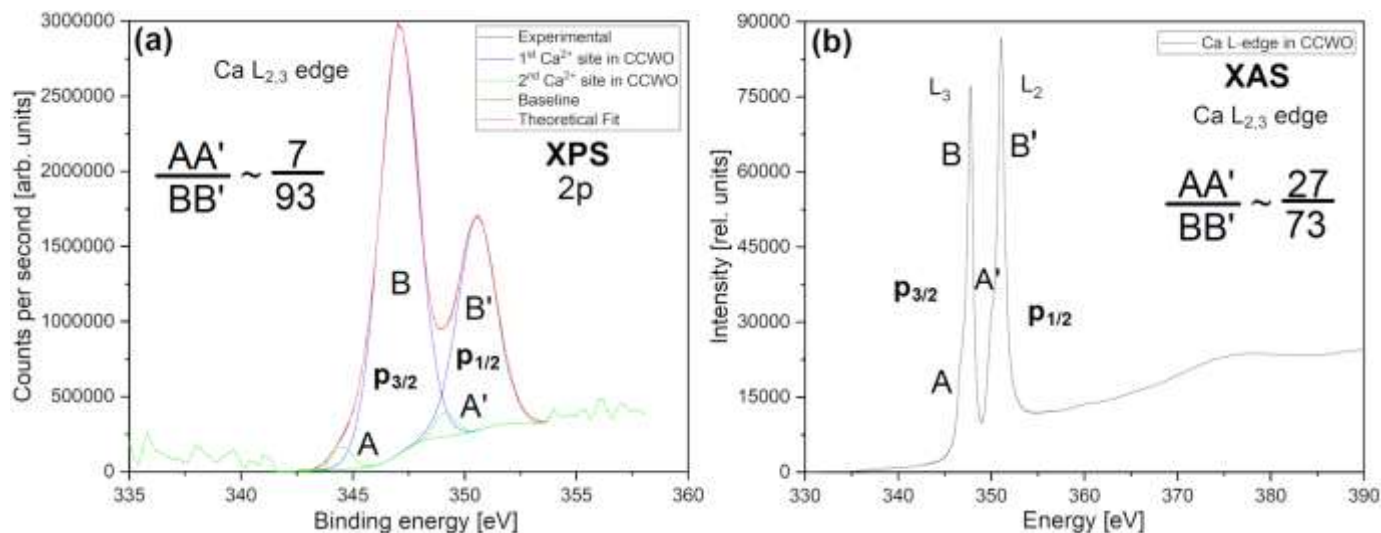 (a)
Ca L2,3 edge
AA'
BB'
~
7
93
Experimental
1st Ca2+ site in CCWO
2nd Ca2+ site in CCWO
Baseline
Theoretical Fit
XPS
2p
B
B'
p3/2
p1/2
A
A'
Counts per second [arb. units]
3000000
2500000
2000000
1500000
1000000
500000
0
335
340
345
350
355
360
Binding energy [eV]
(b)
Ca L-edge in CCWO
XAS
Ca L2,3 edge
L3
L2
B
B'
AA'
BB'
~
27
73
p3/2
A'
p1/2
A
Intensity [rel. units]
90000
75000
60000
45000
30000
15000
0
330
340
350
360
370
380
390
Energy [eV]